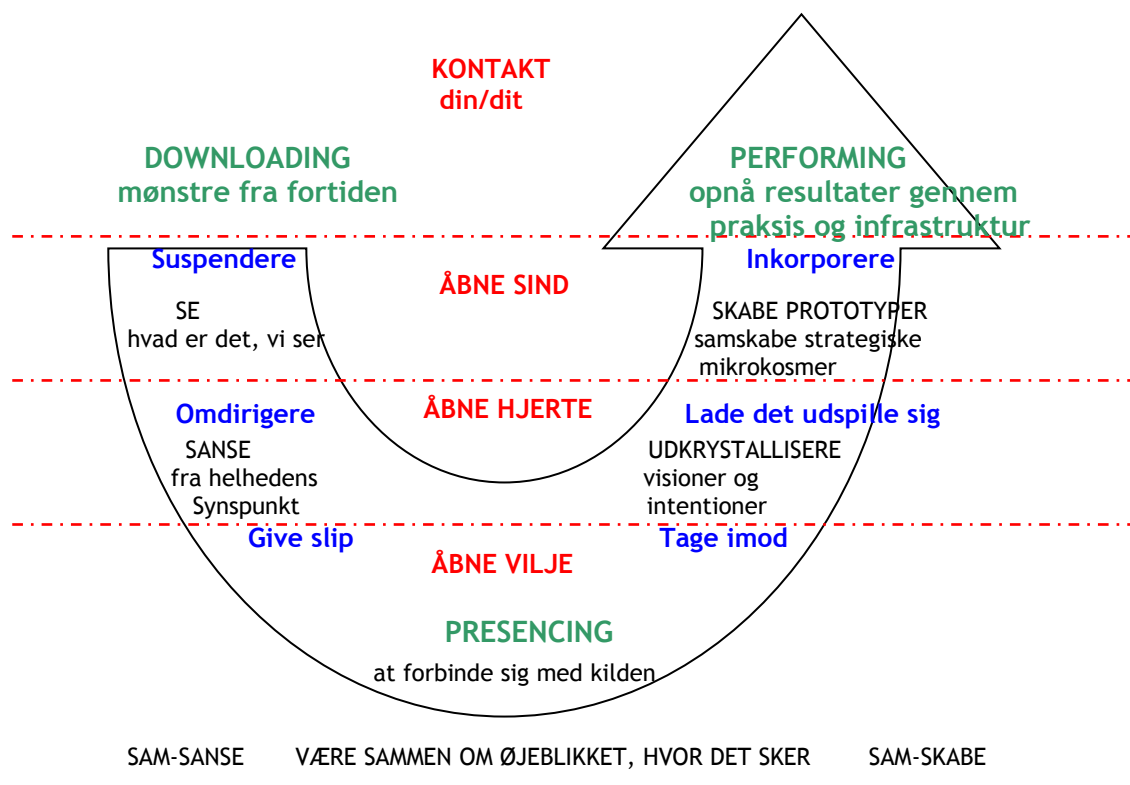 KONTAKT
din/dit
DOWNLOADING
mønstre fra fortiden
PERFORMING
opnå resultater gennem
praksis og infrastruktur
Suspendere
Inkorporere
ÅBNE SIND
SE
hvad er det, vi ser
SKABE PROTOTYPER
samskabe strategiske
mikrokosmer
Omdirigere
ÅBNE HJERTE
Lade det udspille sig
SANSE
fra helhedens
Synspunkt
UDKRYSTALLISERE
visioner og
intentioner
Give slip
Tage imod
ÅBNE VILJE
PRESENCING
at forbinde sig med kilden
SAM-SANSE VÆRE SAMMEN OM ØJEBLIKKET, HVOR DET SKER SAM-SKABE